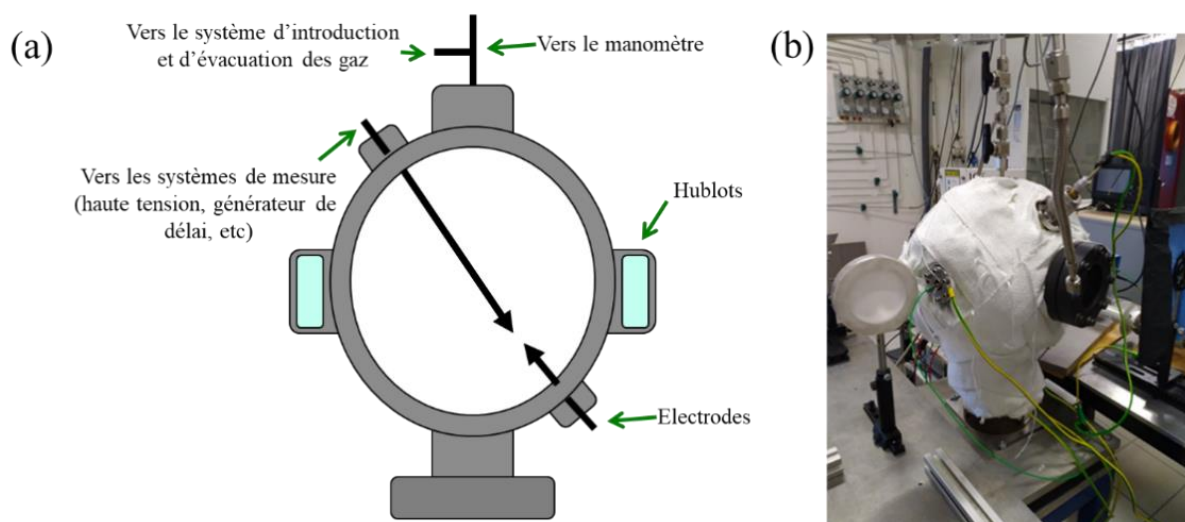 (a)
Vers le système d’introduction
et d’évacuation des gaz
Vers le manomètre
Vers les systèmes de mesure
(haute tension, générateur de
délai, etc)
Hublots
Electrodes
(b)